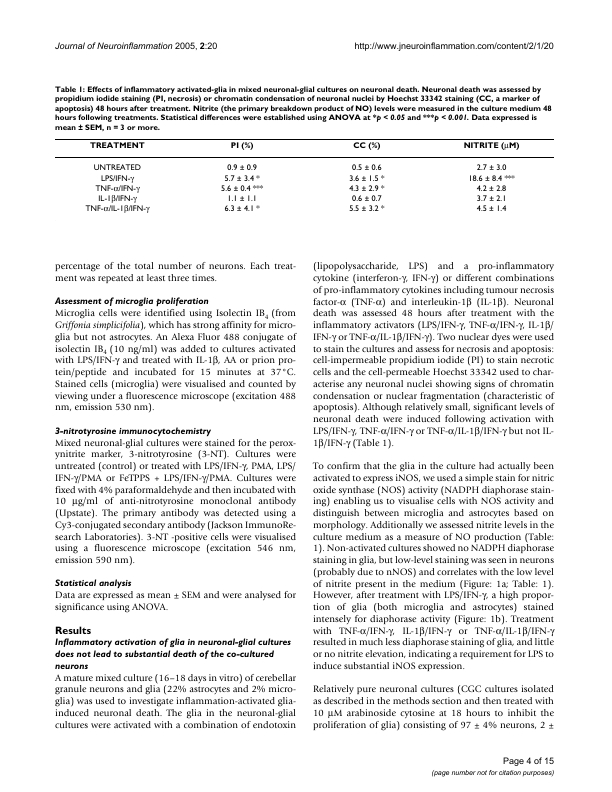 Journal of Neuroinflammation 2005, 2:20
http://www.jneuroinflammation.com/content/2/1/20
Table 1: Effects of inflammatory activated-glia in mixed neuronal-glial cultures on neuronal death. Neuronal death was assessed by
propidium iodide staining (PI, necrosis) or chromatin condensation of neuronal nuclei by Hoechst 33342 staining (CC, a marker of
apoptosis) 48 hours after treatment. Nitrite (the primary breakdown product of NO) levels were measured in the culture medium 48
hours following treatments. Statistical differences were established using ANOVA at *p < 0.05 and ***p < 0.001. Data expressed is
mean ± SEM, n = 3 or more.
TREATMENT PI (%) CC (%) NITRITE (μM)
UNTREATED 0.9 ± 0.9 0.5 ± 0.6 2.7 ± 3.0
LPS/IFN-γ 5.7 ± 3.4 * 3.6 ± 1.5 * 18.6 ± 8.4 ***
TNF-α/IFN-γ 5.6 ± 0.4 *** 4.3 ± 2.9 * 4.2 ± 2.8
IL-1β/IFN-γ 1.1 ± 1.1 0.6 ± 0.7 3.7 ± 2.1
TNF-α/IL-1β/IFN-γ 6.3 ± 4.1 * 5.5 ± 3.2 * 4.5 ± 1.4
percentage of the total number of neurons. Each treat-
ment was repeated at least three times.
Assessment of microglia proliferation
Microglia cells were identified using Isolectin IB4 (from
Griffonia simplicifolia), which has strong affinity for micro-
glia but not astrocytes. An Alexa Fluor 488 conjugate of
isolectin IB4 (10 ng/ml) was added to cultures activated
with LPS/IFN-γ and treated with IL-1β, AA or prion pro-
tein/peptide and incubated for 15 minutes at 37°C.
Stained cells (microglia) were visualised and counted by
viewing under a fluorescence microscope (excitation 488
nm, emission 530 nm).
3-nitrotyrosine immunocytochemistry
Mixed neuronal-glial cultures were stained for the perox-
ynitrite marker, 3-nitrotyrosine (3-NT). Cultures were
untreated (control) or treated with LPS/IFN-γ, PMA, LPS/
IFN-γ/PMA or FeTPPS + LPS/IFN-γ/PMA. Cultures were
fixed with 4% paraformaldehyde and then incubated with
10 μg/ml of anti-nitrotyrosine monoclonal antibody
(Upstate). The primary antibody was detected using a
Cy3-conjugated secondary antibody (Jackson ImmunoRe-
search Laboratories). 3-NT -positive cells were visualised
using a fluorescence microscope (excitation 546 nm,
emission 590 nm).
Statistical analysis
Data are expressed as mean ± SEM and were analysed for
significance using ANOVA.
Results
Inflammatory activation of glia in neuronal-glial cultures
does not lead to substantial death of the co-cultured
neurons
A mature mixed culture (16–18 days in vitro) of cerebellar
granule neurons and glia (22% astrocytes and 2% micro-
glia) was used to investigate inflammation-activated glia-
induced neuronal death. The glia in the neuronal-glial
cultures were activated with a combination of endotoxin
(lipopolysaccharide, LPS) and a pro-inflammatory
cytokine (interferon-γ, IFN-γ) or different combinations
of pro-inflammatory cytokines including tumour necrosis
factor-α (TNF-α) and interleukin-1β (IL-1β). Neuronal
death was assessed 48 hours after treatment with the
inflammatory activators (LPS/IFN-γ, TNF-α/IFN-γ, IL-1β/
IFN-γ or TNF-α/IL-1β/IFN-γ). Two nuclear dyes were used
to stain the cultures and assess for necrosis and apoptosis:
cell-impermeable propidium iodide (PI) to stain necrotic
cells and the cell-permeable Hoechst 33342 used to char-
acterise any neuronal nuclei showing signs of chromatin
condensation or nuclear fragmentation (characteristic of
apoptosis). Although relatively small, significant levels of
neuronal death were induced following activation with
LPS/IFN-γ, TNF-α/IFN-γ or TNF-α/IL-1β/IFN-γ but not IL-
1β/IFN-γ (Table 1).
To confirm that the glia in the culture had actually been
activated to express iNOS, we used a simple stain for nitric
oxide synthase (NOS) activity (NADPH diaphorase stain-
ing) enabling us to visualise cells with NOS activity and
distinguish between microglia and astrocytes based on
morphology. Additionally we assessed nitrite levels in the
culture medium as a measure of NO production (Table:
1). Non-activated cultures showed no NADPH diaphorase
staining in glia, but low-level staining was seen in neurons
(probably due to nNOS) and correlates with the low level
of nitrite present in the medium (Figure: 1a; Table: 1).
However, after treatment with LPS/IFN-γ, a high propor-
tion of glia (both microglia and astrocytes) stained
intensely for diaphorase activity (Figure: 1b). Treatment
with TNF-α/IFN-γ, IL-1β/IFN-γ or TNF-α/IL-1β/IFN-γ
resulted in much less diaphorase staining of glia, and little
or no nitrite elevation, indicating a requirement for LPS to
induce substantial iNOS expression.
Relatively pure neuronal cultures (CGC cultures isolated
as described in the methods section and then treated with
10 μM arabinoside cytosine at 18 hours to inhibit the
proliferation of glia) consisting of 97 ± 4% neurons, 2 ±
Page 4 of 15
(page number not for citation purposes)